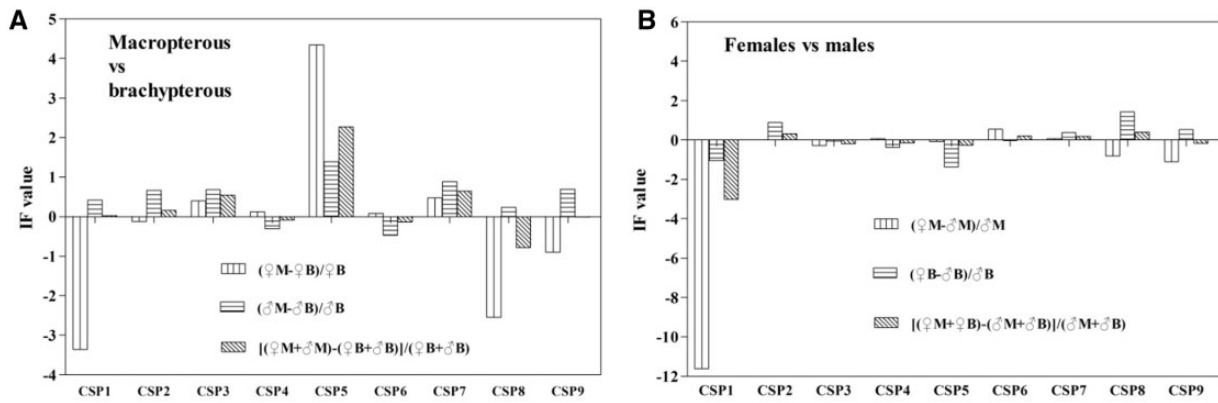 A
Macropterous
vs
brachypterous
IF value
5
4
3
2
1
0
-1
-2
-3
-4
(♀M-♀B)/♀B
(♂M-♂B)/♂B
[(♀M+♂M)-(♀B+♂B)]/(♀B+♂B)
CSP1 CSP2 CSP3 CSP4 CSP5 CSP6 CSP7 CSP8 CSP9
B
Females vs males
IF value
6
4
2
0
-2
-4
-6
-8
-10
-12
(♀M-♂M)/♂M
(♀B-♂B)/♂B
[(♀M+♀B)-(♂M+♂B)]/(♂M+♂B)
CSP1 CSP2 CSP3 CSP4 CSP5 CSP6 CSP7 CSP8 CSP9